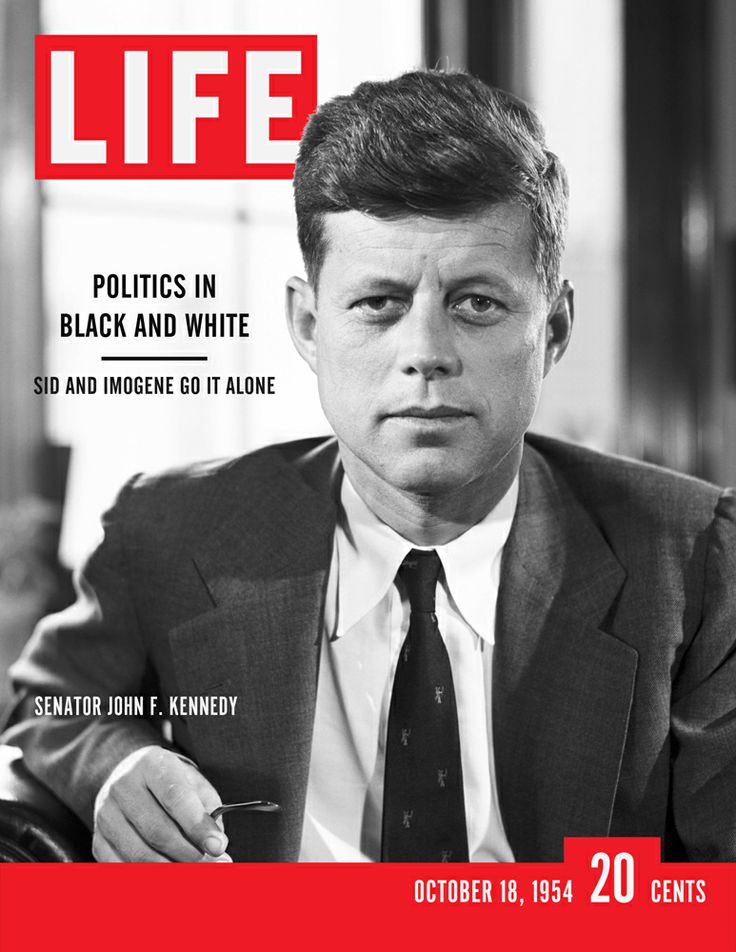 LIFE
POLITICS IN
BLACK AND WHITE
SID AND IMOGENE GO IT ALONE
SENATOR JOHN F. KENNEDY
OCTOBER 18, 1954 20 CENTS